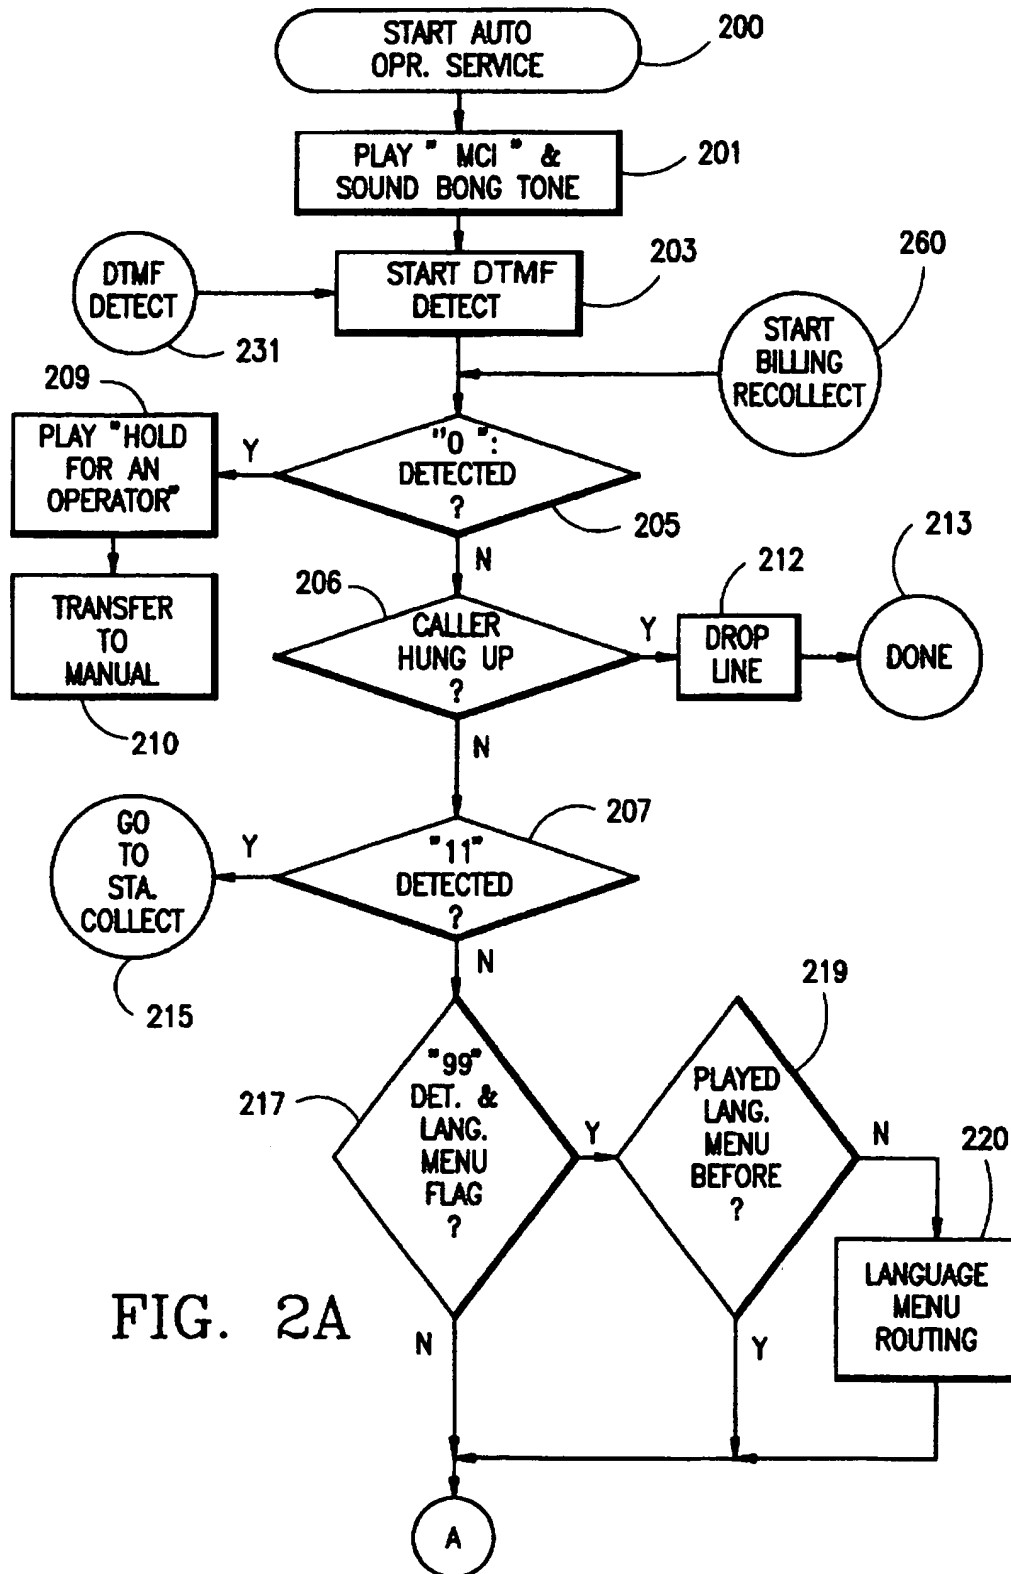 START AUTO
OPR. SERVICE
200
PLAY " MCI " &
SOUND BONG TONE
201
DTMF
DETECT
231
START DTMF
DETECT
203
START
BILLING
RECOLLECT
260
209
PLAY "HOLD
FOR AN
OPERATOR"
Y
"0 ":
DETECTED
?
205
N
TRANSFER
TO
MANUAL
210
206
CALLER
HUNG UP
?
Y
N
212
DROP
LINE
213
DONE
GO
TO
STA.
COLLECT
215
Y
"11"
DETECTED
?
207
N
217
"99"
DET. &
LANG.
MENU
FLAG
?
Y
N
219
PLAYED
LANG.
MENU
BEFORE
?
N
Y
220
LANGUAGE
MENU
ROUTING
FIG. 2A
A